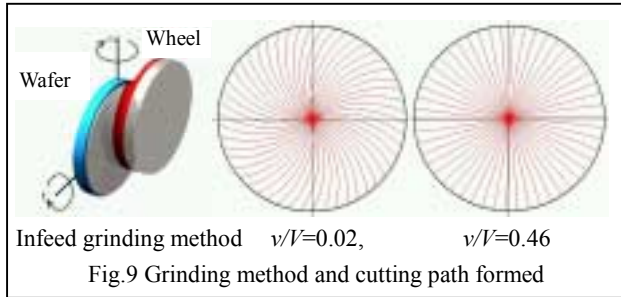 Wheel
Wafer
Infeed grinding method v/V=0.02, v/V=0.46
Fig.9 Grinding method and cutting path formed